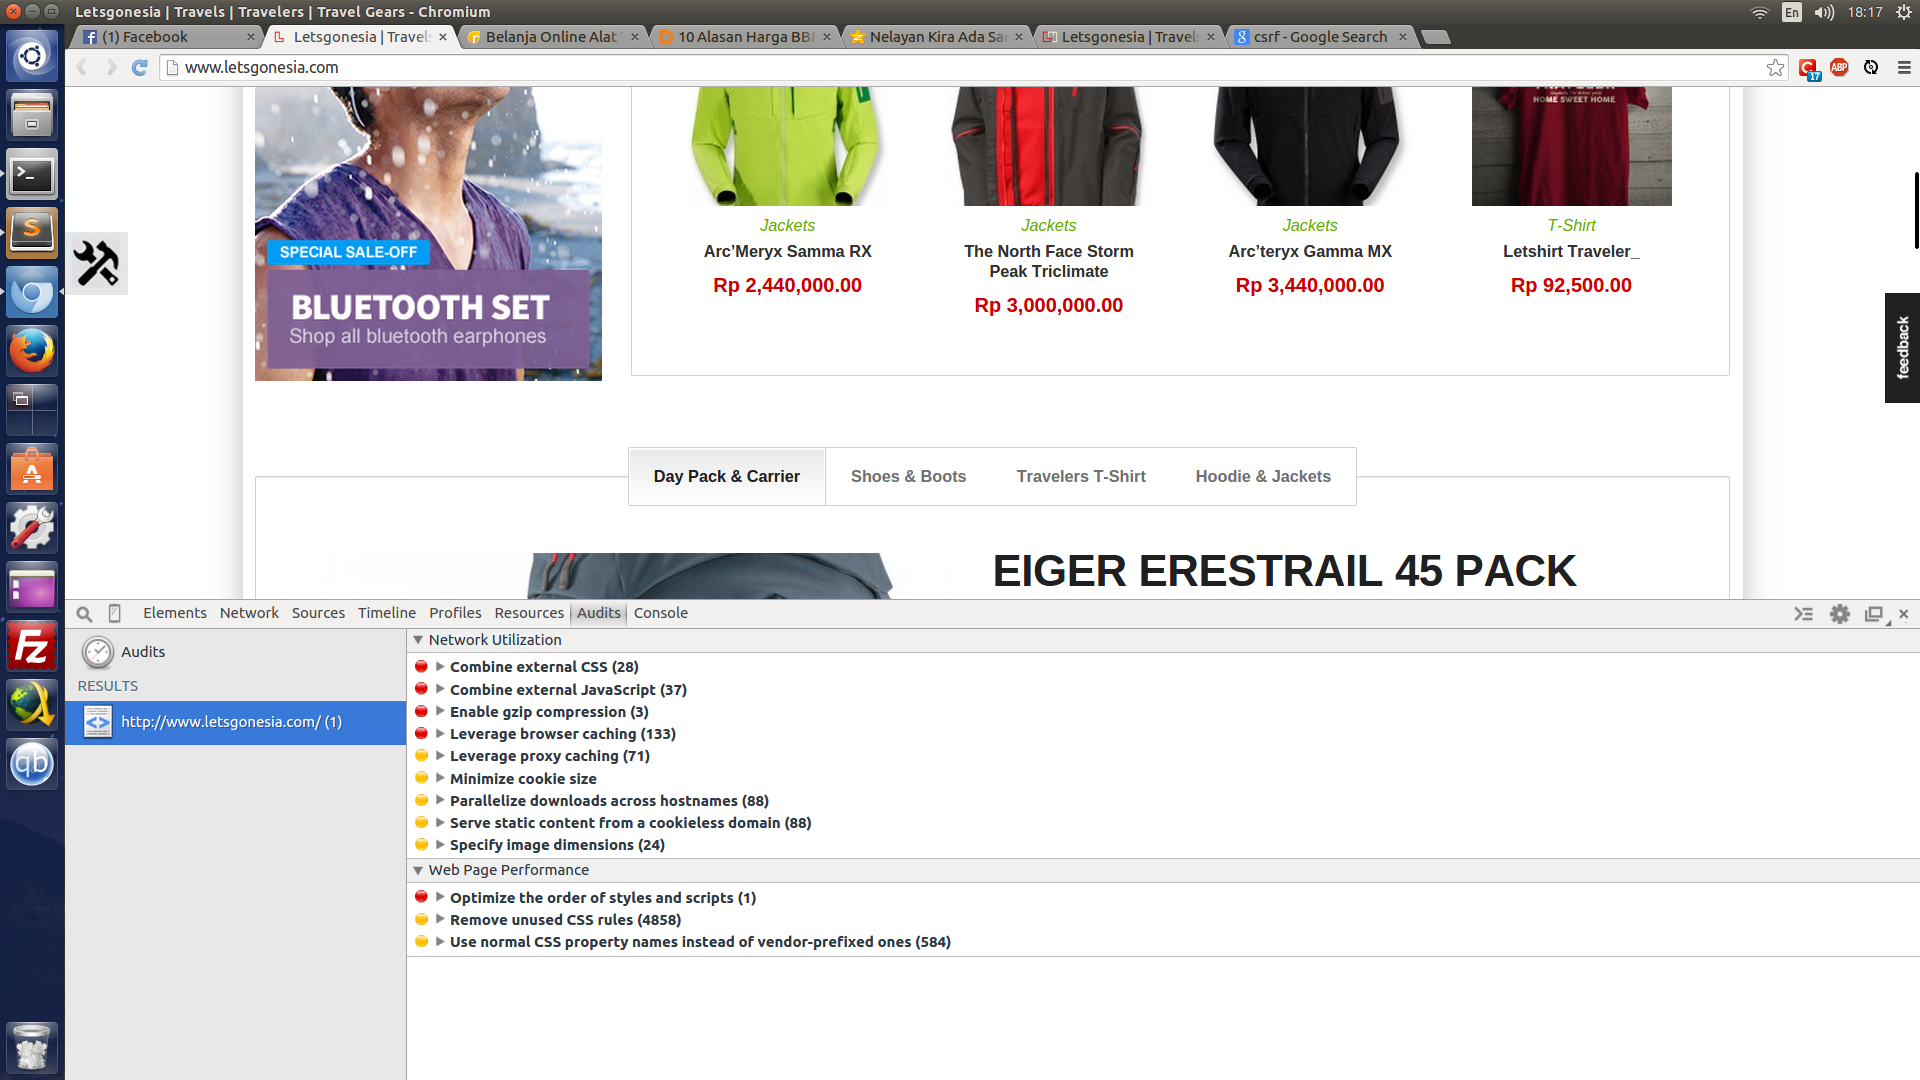 Letsgonesia | Travels | Travelers | Travel Gears - Chromium
En
18:17
(1) Facebook
Letsgonesia | Travels
Belanja Online Alat
10 Alasan Harga BBM
Nelayan Kira Ada Sa
Letsgonesia | Travels
csrf - Google Search
www.letsgonesia.com
17
ABP
HOME SWEET HOME
SPECIAL SALE-OFF
BLUETOOTH SET
Shop all bluetooth earphones
Jackets
Arc’Meryx Samma RX
Rp 2,440,000.00
Jackets
The North Face Storm
Peak Triclimate
Rp 3,000,000.00
Jackets
Arc’teryx Gamma MX
Rp 3,440,000.00
T-Shirt
Letshirt Traveler_
Rp 92,500.00
feedback
Day Pack & Carrier
Shoes & Boots
Travelers T-Shirt
Hoodie & Jackets
EIGER ERESTRAIL 45 PACK
Elements Network Sources Timeline Profiles Resources Audits Console
Audits
RESULTS
http://www.letsgonesia.com/ (1)
Network Utilization
Combine external CSS (28)
Combine external JavaScript (37)
Enable gzip compression (3)
Leverage browser caching (133)
Leverage proxy caching (71)
Minimize cookie size
Parallelize downloads across hostnames (88)
Serve static content from a cookieless domain (88)
Specify image dimensions (24)
Web Page Performance
Optimize the order of styles and scripts (1)
Remove unused CSS rules (4858)
Use normal CSS property names instead of vendor-prefixed ones (584)
Fz
qb